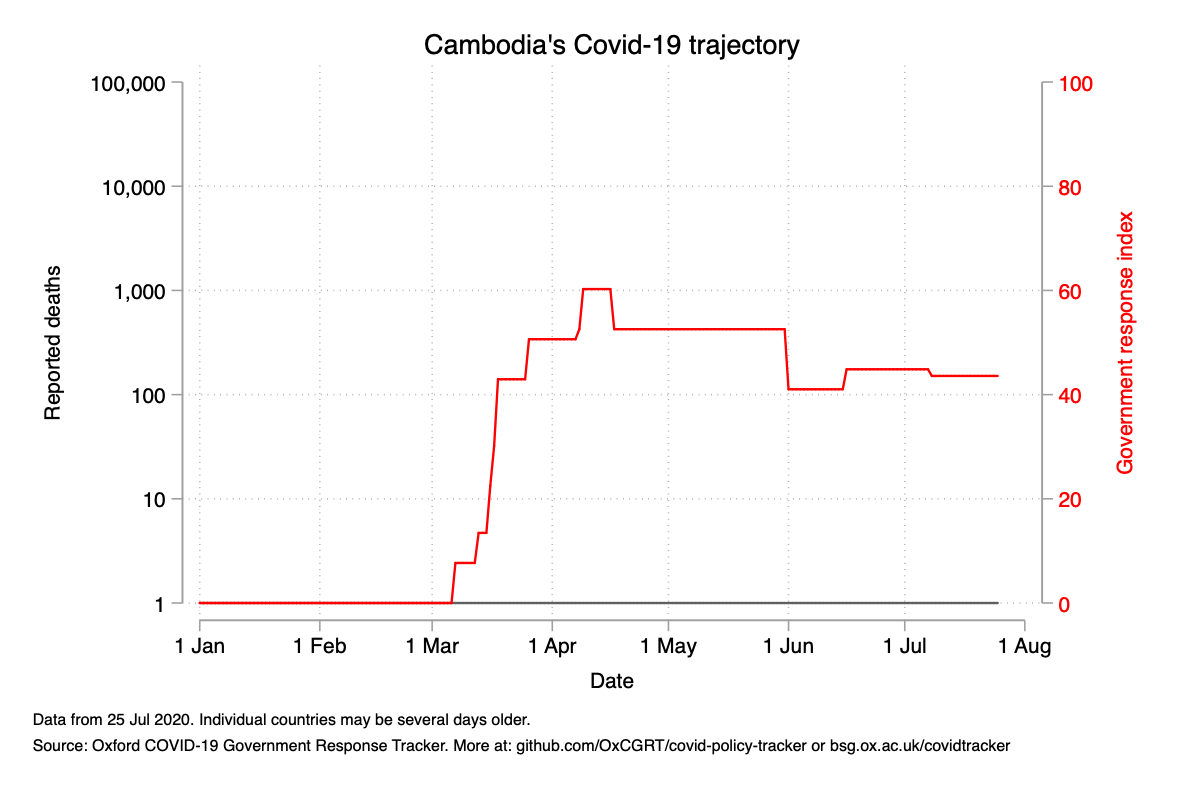 Cambodia's Covid-19 trajectory
100,000
10,000
1,000
100
10
1
Reported deaths
100
80
60
40
20
0
Government response index
1 Jan 1 Feb 1 Mar 1 Apr 1 May 1 Jun 1 Jul 1 Aug
Date
Data from 25 Jul 2020. Individual countries may be several days older.
Source: Oxford COVID-19 Government Response Tracker. More at: github.com/OxCGRT/covid-policy-tracker or bsg.ox.ac.uk/covidtracker